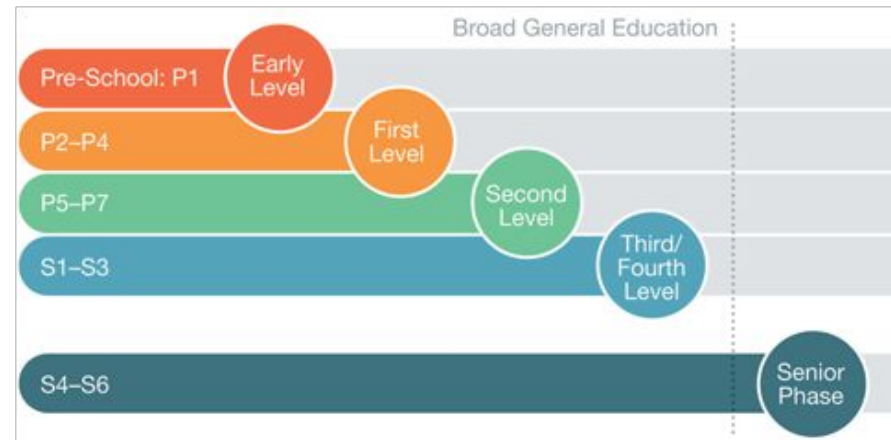 Broad General Education
Pre-School: P1
Early
Level
P2–P4
First
Level
P5–P7
Second
Level
S1–S3
Third/
Fourth
Level
S4–S6
Senior
Phase